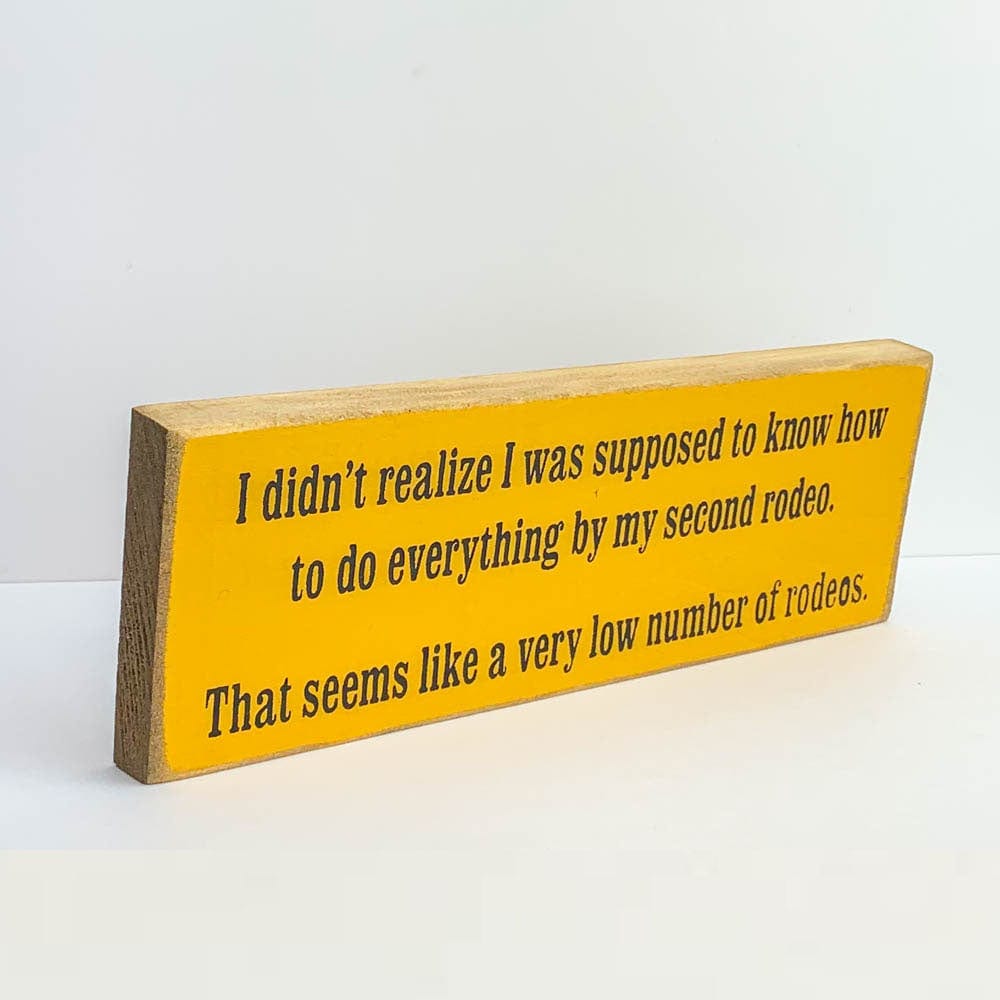 I didn't realize I was supposed to know how
to do everything by my second rodeo.
That seems like a very low number of rodeos.